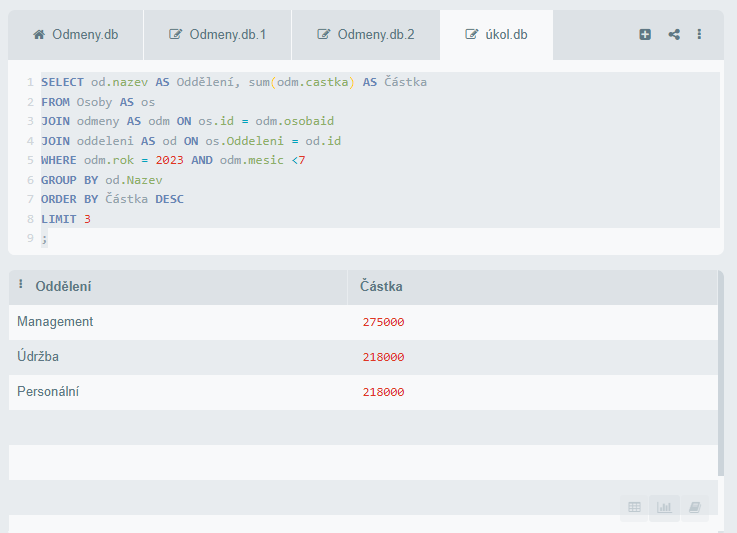 Odmeny.db Odmeny.db.1 Odmeny.db.2 úkol.db
1 SELECT od.nazev AS Oddělení, sum(odm.castka) AS Částka
2 FROM Osoby AS os
3 JOIN odmeny AS odm ON os.id = odm.osobaid
4 JOIN oddeleni AS od ON os.Oddeleni = od.id
5 WHERE odm.rok = 2023 AND odm.mesic <7
6 GROUP BY od.Nazev
7 ORDER BY Částka DESC
8 LIMIT 3
9 ;
Oddělení Částka
Management 275000
Údržba 218000
Personální 218000